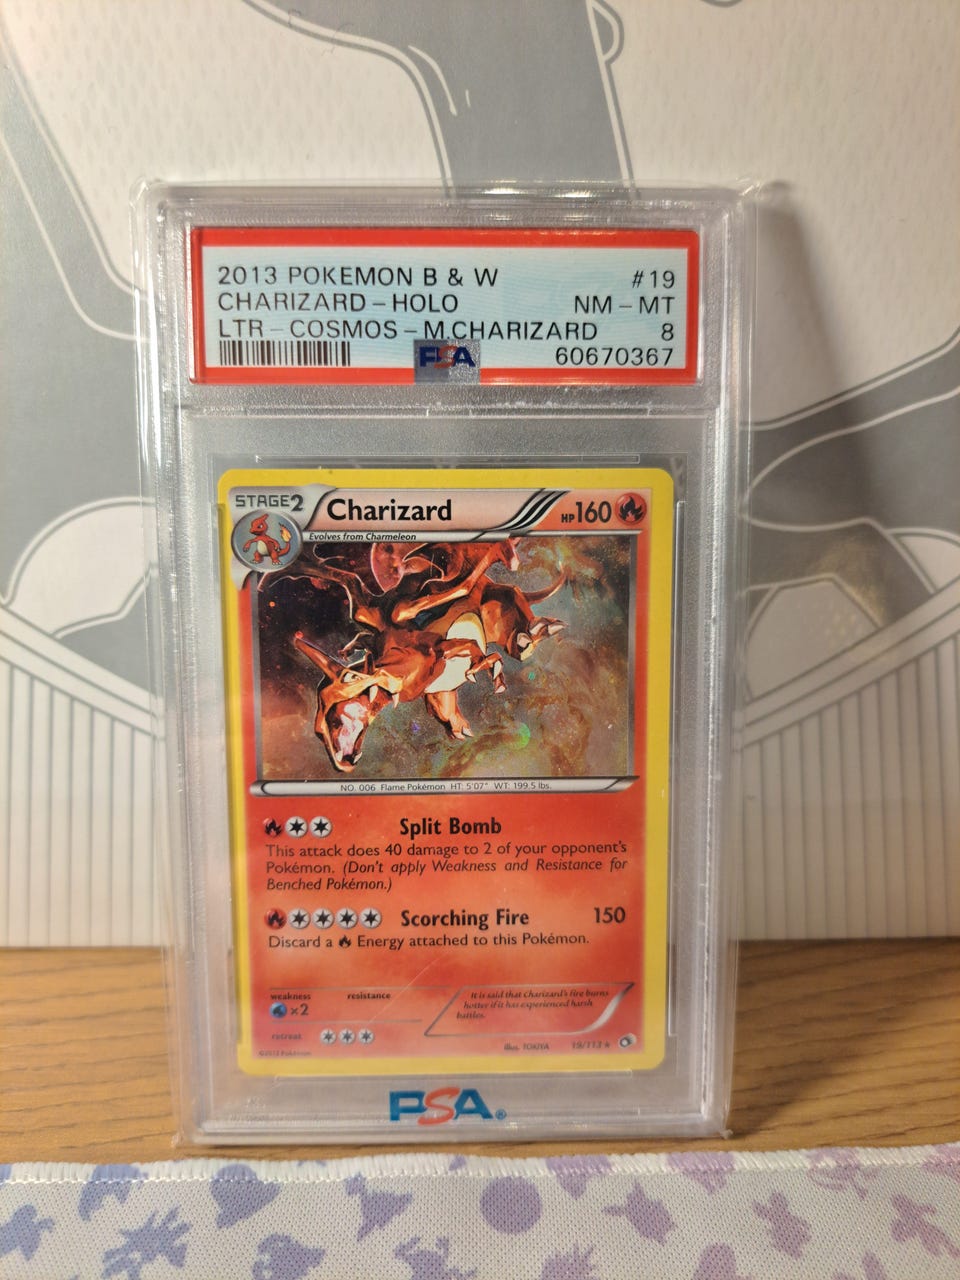 2013 POKEMON B & W #19
CHARIZARD - HOLO NM - MT
LTR - COSMOS - M.CHARIZARD 8
PSA 60670367
STAGE2 Charizard HP160
Evolves from Charmeleon
NO. 006 Flame Pokémon HT: 5'07" WT: 199.5 lbs.
Split Bomb
This attack does 40 damage to 2 of your opponent's
Pokémon. (Don't apply Weakness and Resistance for
Benched Pokémon.)
Scorching Fire 150
Discard a Energy attached to this Pokémon.
weakness resistance
×2
It is said that Charizard's fire burns
hotter if it has experienced harsh
battles.
retreat
©2013 Pokémon
illus. TOKIYA 19/113
PSA®